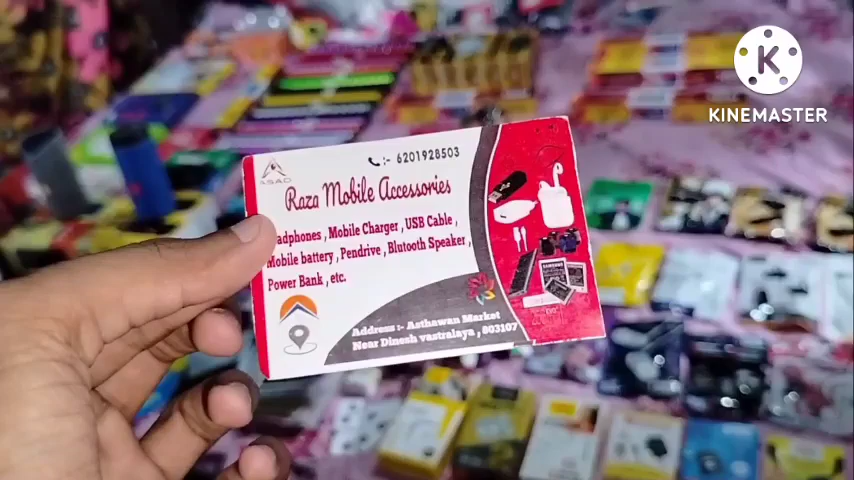 KINEMASTER
ASAD
:- 6201928503
Raza Mobile Accessories
adphones , Mobile Charger , USB Cable ,
Mobile battery , Pendrive , Blutooth Speaker ,
Power Bank , etc.
SAMSUNG
Address :- Asthawan Market
Near Dinesh vastralaya , 803107